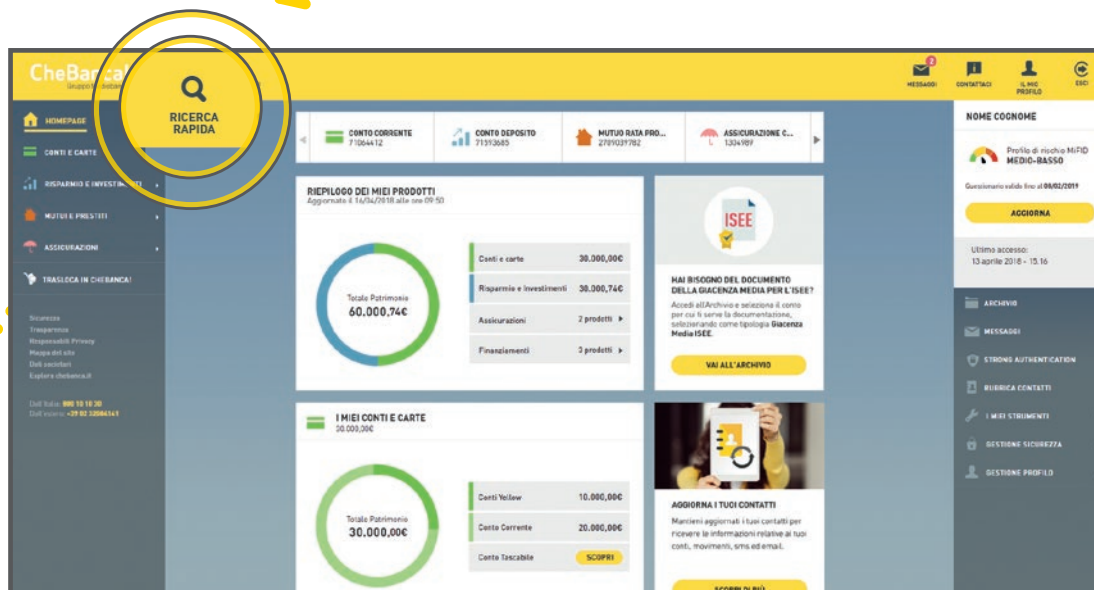 CheBanca!
RICERCA
RAPIDA
2
MESSAGGI
CONTATTACI
IL MIO
PROFILO
ESCI
HOMEPAGE
CONTI E CARTE
RISPARMIO E INVESTIMENTI
MUTUI E PRESTITI
ASSICURAZIONI
TRASLOCA IN CHEBANCA!
Sicurezza
Trasparenza
Responsabili Privacy
Mappa del sito
Dati societari
Esplora chebanca.it
Dall'Italia: 800 10 10 30
Dall'estero: +39 02 32004141
CONTO CORRENTE
71064412
CONTO DEPOSITO
71593685
MUTUO RATA PRO...
2709039782
ASSICURAZIONE C...
1304989
RIEPILOGO DEI MIEI PRODOTTI
Aggiornato il 16/04/2018 alle ore 09:50
Totale Patrimonio
60.000,74€
Conti e carte 30.000,00€
Risparmio e Investimenti 30.000,74€
Assicurazioni 2 prodotti
Finanziamenti 3 prodotti
ISEE
HAI BISOGNO DEL DOCUMENTO
DELLA GIACENZA MEDIA PER L'ISEE?
Accedi all'Archivio e seleziona il conto
per cui ti serve la documentazione,
selezionando come tipologia Giacenza
Media ISEE.
VAI ALL'ARCHIVIO
I MIEI CONTI E CARTE
30.000,00€
Totale Patrimonio
30.000,00€
Conti Yellow 10.000,00€
Conto Corrente 20.000,00€
Conto Tascabile SCOPRI
AGGIORNA I TUOI CONTATTI
Mantieni aggiornati i tuoi contatti per
ricevere le informazioni relative ai tuoi
conti, movimenti, sms ed email.
SCOPRI DI PIÙ
NOME COGNOME
Profilo di rischio MiFID
MEDIO-BASSO
Questionario valido fino al 08/02/2019
AGGIORNA
Ultimo accesso:
13 aprile 2018 - 15.16
ARCHIVIO
MESSAGGI
STRONG AUTHENTICATION
RUBRICA CONTATTI
I MIEI STRUMENTI
GESTIONE SICUREZZA
GESTIONE PROFILO